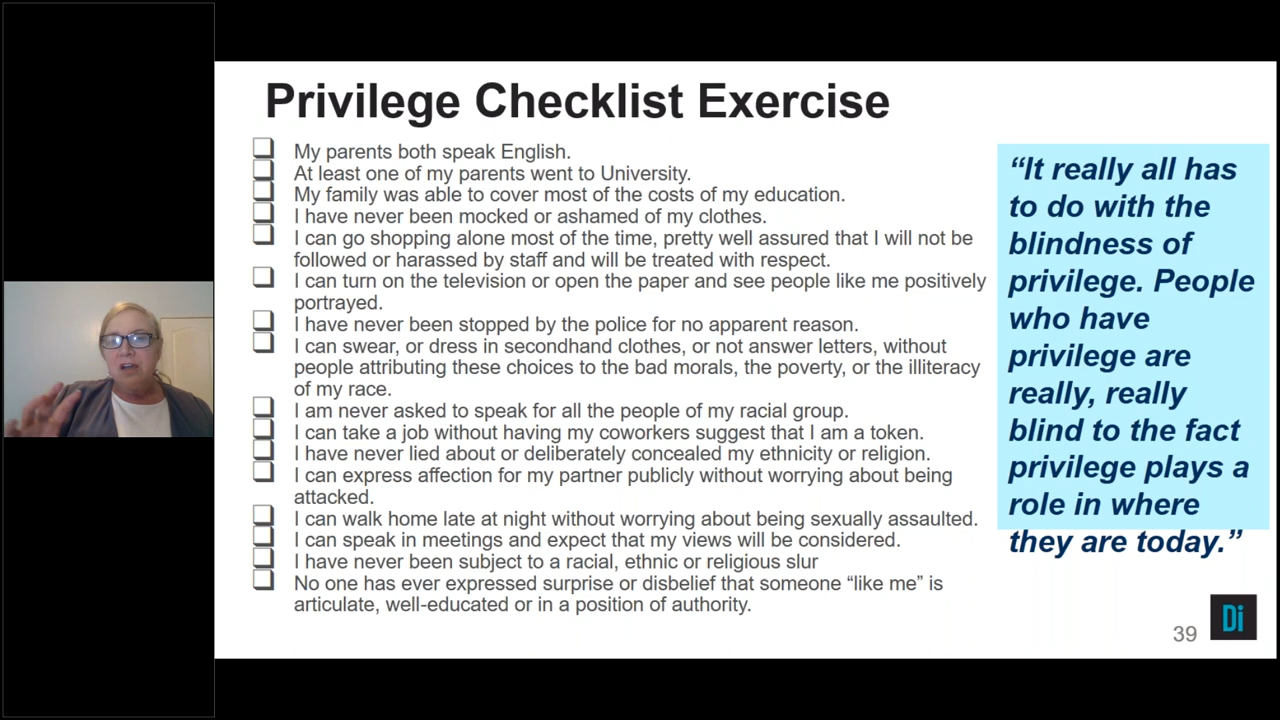 Privilege Checklist Exercise
My parents both speak English.
At least one of my parents went to University.
My family was able to cover most of the costs of my education.
I have never been mocked or ashamed of my clothes.
I can go shopping alone most of the time, pretty well assured that I will not be
followed or harassed by staff and will be treated with respect.
I can turn on the television or open the paper and see people like me positively
portrayed.
I have never been stopped by the police for no apparent reason.
I can swear, or dress in secondhand clothes, or not answer letters, without
people attributing these choices to the bad morals, the poverty, or the illiteracy
of my race.
I am never asked to speak for all the people of my racial group.
I can take a job without having my coworkers suggest that I am a token.
I have never lied about or deliberately concealed my ethnicity or religion.
I can express affection for my partner publicly without worrying about being
attacked.
I can walk home late at night without worrying about being sexually assaulted.
I can speak in meetings and expect that my views will be considered.
I have never been subject to a racial, ethnic or religious slur
No one has ever expressed surprise or disbelief that someone “like me” is
articulate, well-educated or in a position of authority.
“It really all has
to do with the
blindness of
privilege. People
who have
privilege are
really, really
blind to the fact
privilege plays a
role in where
they are today.”
39
Di